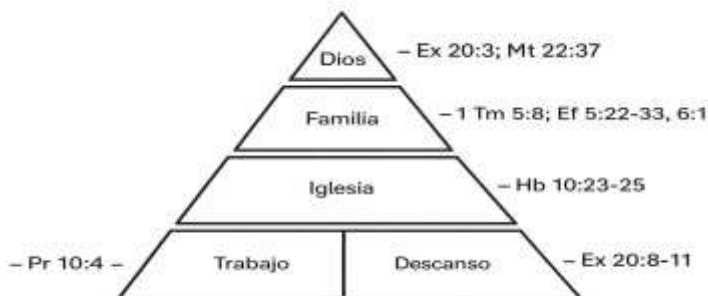 Dios – Ex 20:3; Mt 22:37
Familia – 1 Tm 5:8; Ef 5:22-33, 6:1
Iglesia – Hb 10:23-25
– Pr 10:4 – Trabajo Descanso – Ex 20:8-11